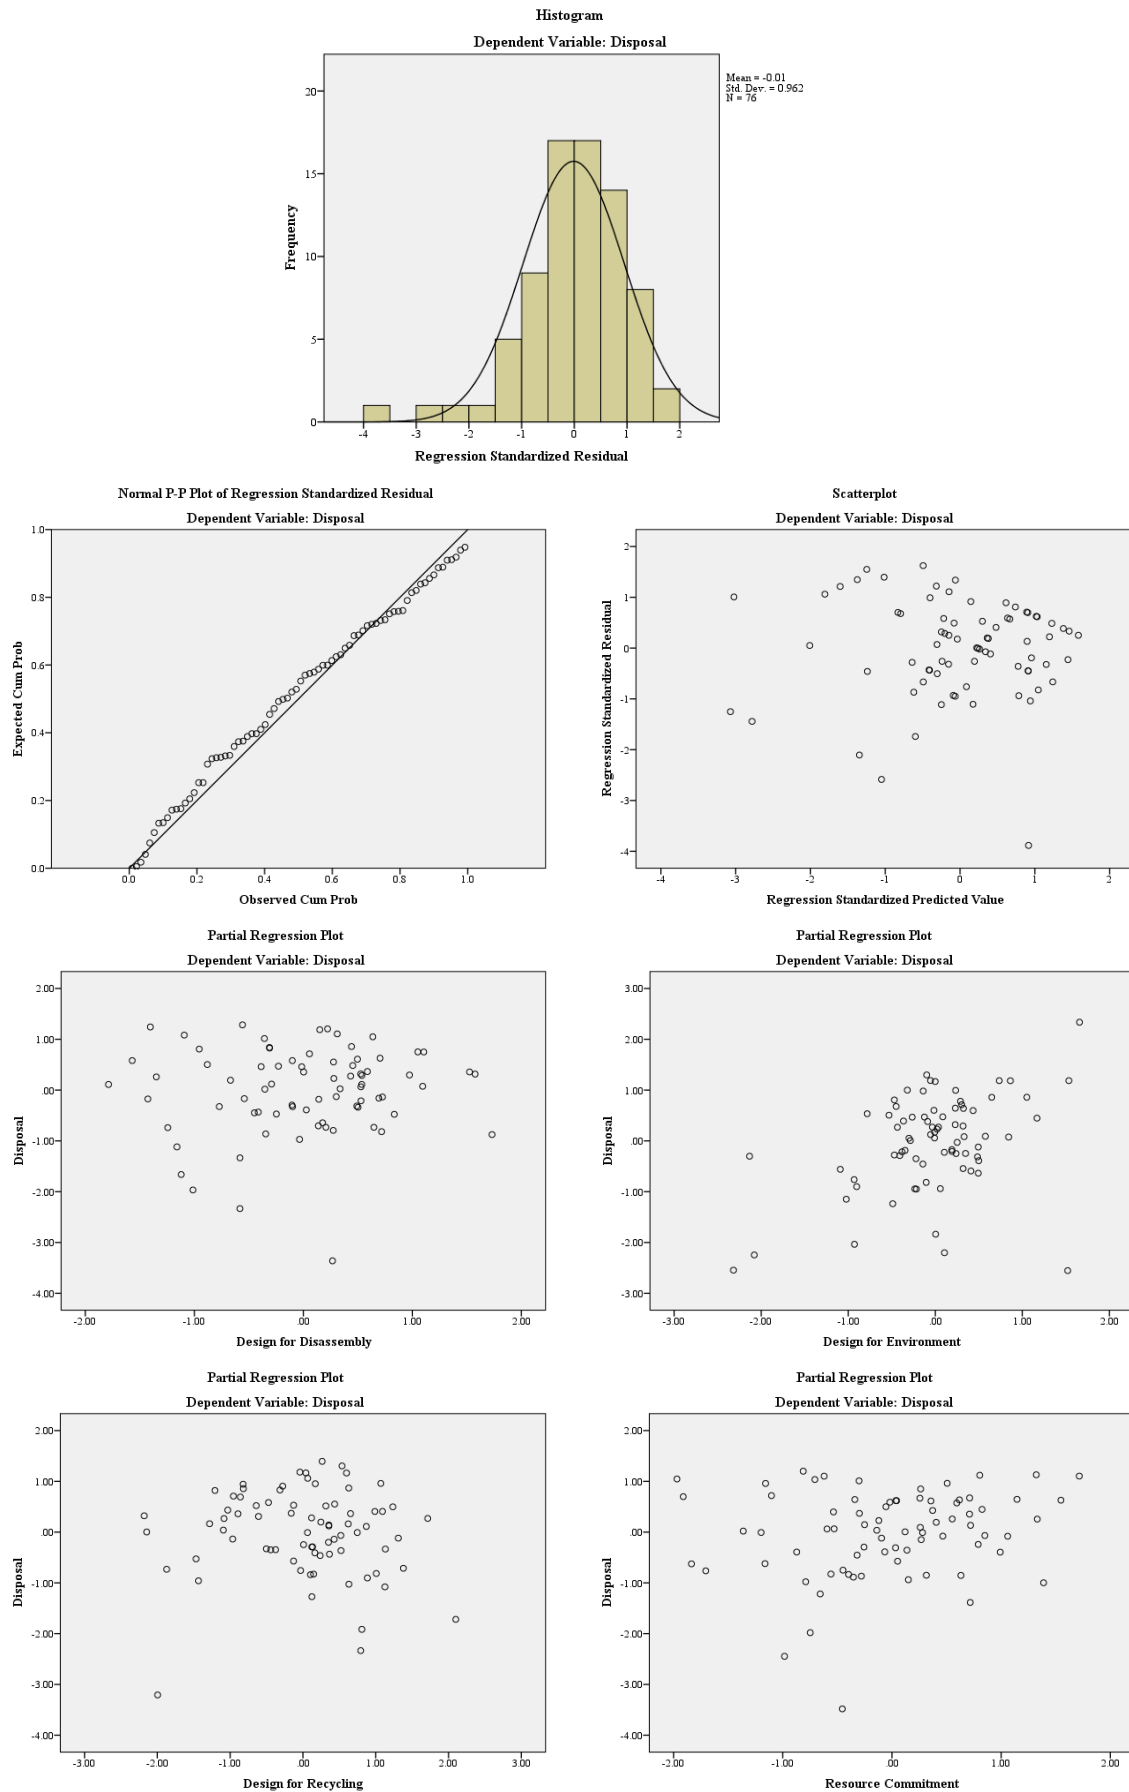 Histogram
Dependent Variable: Disposal
Mean = -0.01
Std. Dev. = 0.962
N = 76
20
15
10
5
0
Frequency
-4 -3 -2 -1 0 1 2
Regression Standardized Residual
Normal P-P Plot of Regression Standardized Residual
Dependent Variable: Disposal
1.0
0.8
0.6
0.4
0.2
0.0
Expected Cum Prob
0.0 0.2 0.4 0.6 0.8 1.0
Observed Cum Prob
Scatterplot
Dependent Variable: Disposal
2
1
0
-1
-2
-3
-4
Regression Standardized Residual
-4 -3 -2 -1 0 1 2
Regression Standardized Predicted Value
Partial Regression Plot
Dependent Variable: Disposal
2.00
1.00
.00
-1.00
-2.00
-3.00
-4.00
Disposal
-2.00 -1.00 .00 1.00 2.00
Design for Disassembly
Partial Regression Plot
Dependent Variable: Disposal
3.00
2.00
1.00
.00
-1.00
-2.00
-3.00
Disposal
-3.00 -2.00 -1.00 .00 1.00 2.00
Design for Environment
Partial Regression Plot
Dependent Variable: Disposal
2.00
1.00
.00
-1.00
-2.00
-3.00
-4.00
Disposal
-3.00 -2.00 -1.00 .00 1.00 2.00 3.00
Design for Recycling
Partial Regression Plot
Dependent Variable: Disposal
2.00
1.00
.00
-1.00
-2.00
-3.00
-4.00
Disposal
-2.00 -1.00 .00 1.00 2.00
Resource Commitment